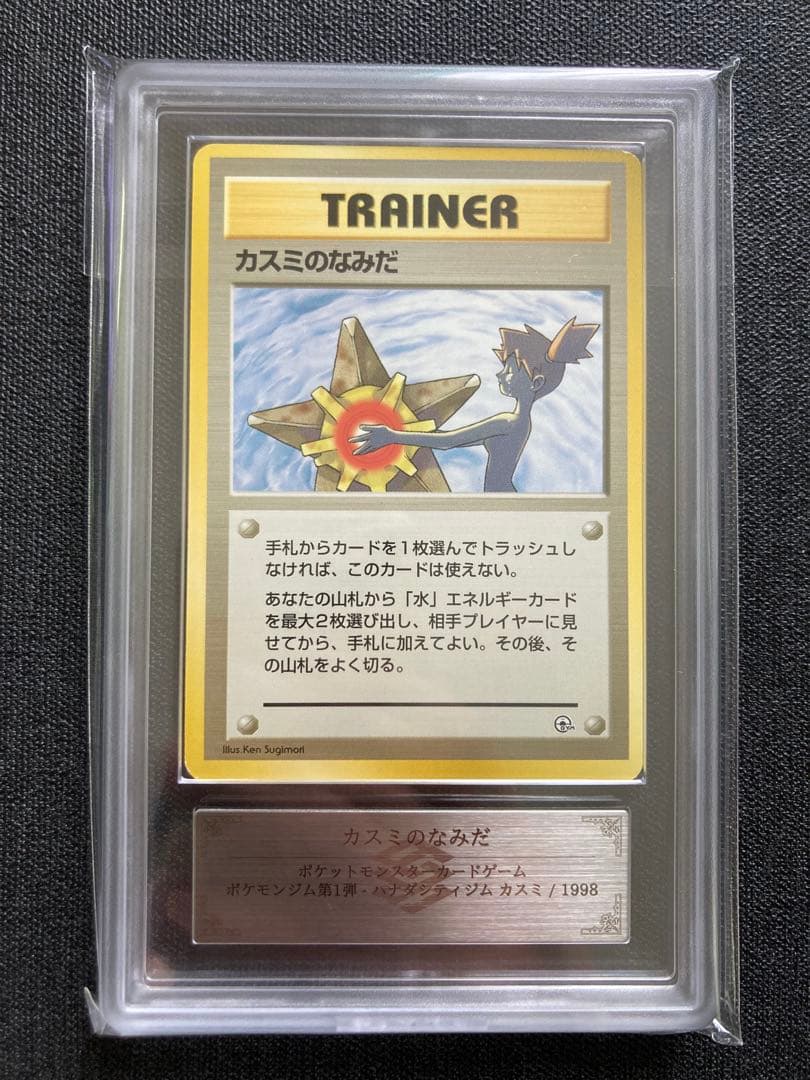 TRAINER
カスミのなみだ
手札からカードを1枚選んでトラッシュし
なければ、このカードは使えない。
あなたの山札から「水」エネルギーカード
を最大2枚選び出し、相手プレイヤーに見
せてから、手札に加えてよい。その後、そ
の山札をよく切る。
GYM
Illus.Ken Sugimori
カスミのなみだ
ポケットモンスターカードゲーム
ポケモンジム第1弾 - ハナダシティジム カスミ / 1998